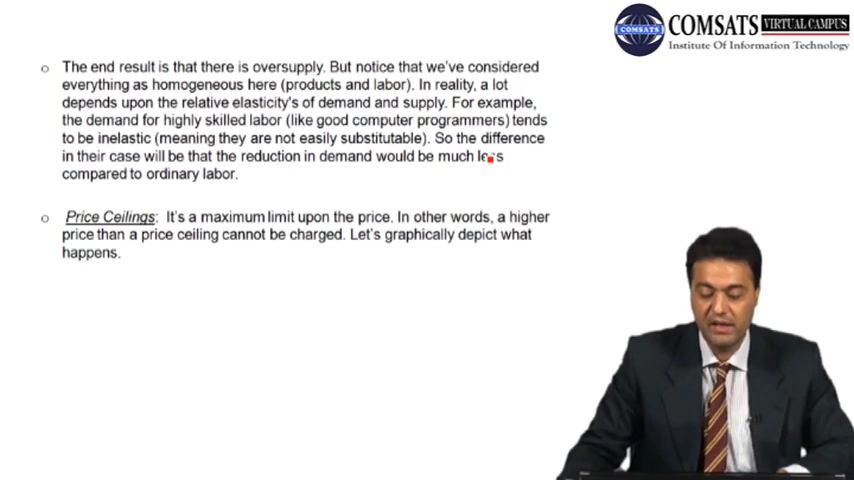 COMSATS VIRTUAL CAMPUS
COMSATS
Institute Of Information Technology
The end result is that there is oversupply. But notice that we've considered
everything as homogeneous here (products and labor). In reality, a lot
depends upon the relative elasticity's of demand and supply. For example,
the demand for highly skilled labor (like good computer programmers) tends
to be inelastic (meaning they are not easily substitutable). So the difference
in their case will be that the reduction in demand would be much less
compared to ordinary labor.
Price Ceilings: It's a maximum limit upon the price. In other words, a higher
price than a price ceiling cannot be charged. Let's graphically depict what
happens.